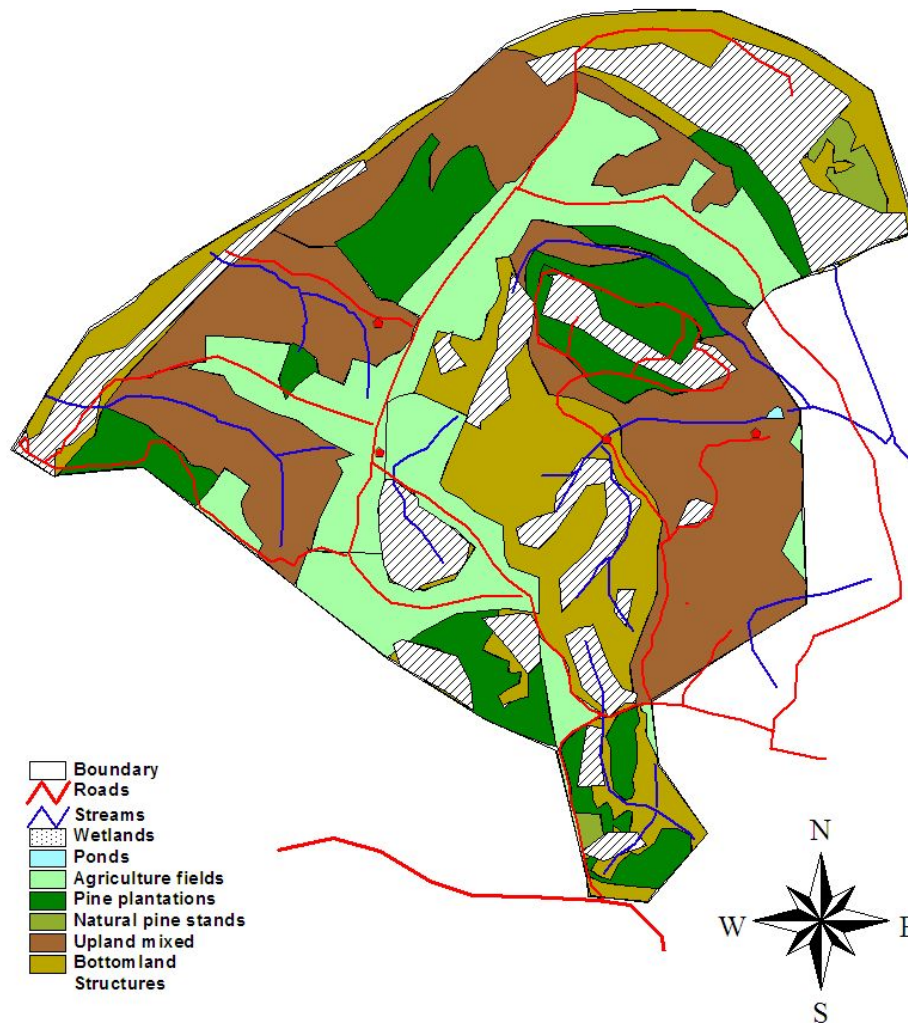 Boundary
Roads
Streams
Wetlands
Ponds
Agriculture fields
Pine plantations
Natural pine stands
Upland mixed
Bottomland
Structures
N
W
E
S